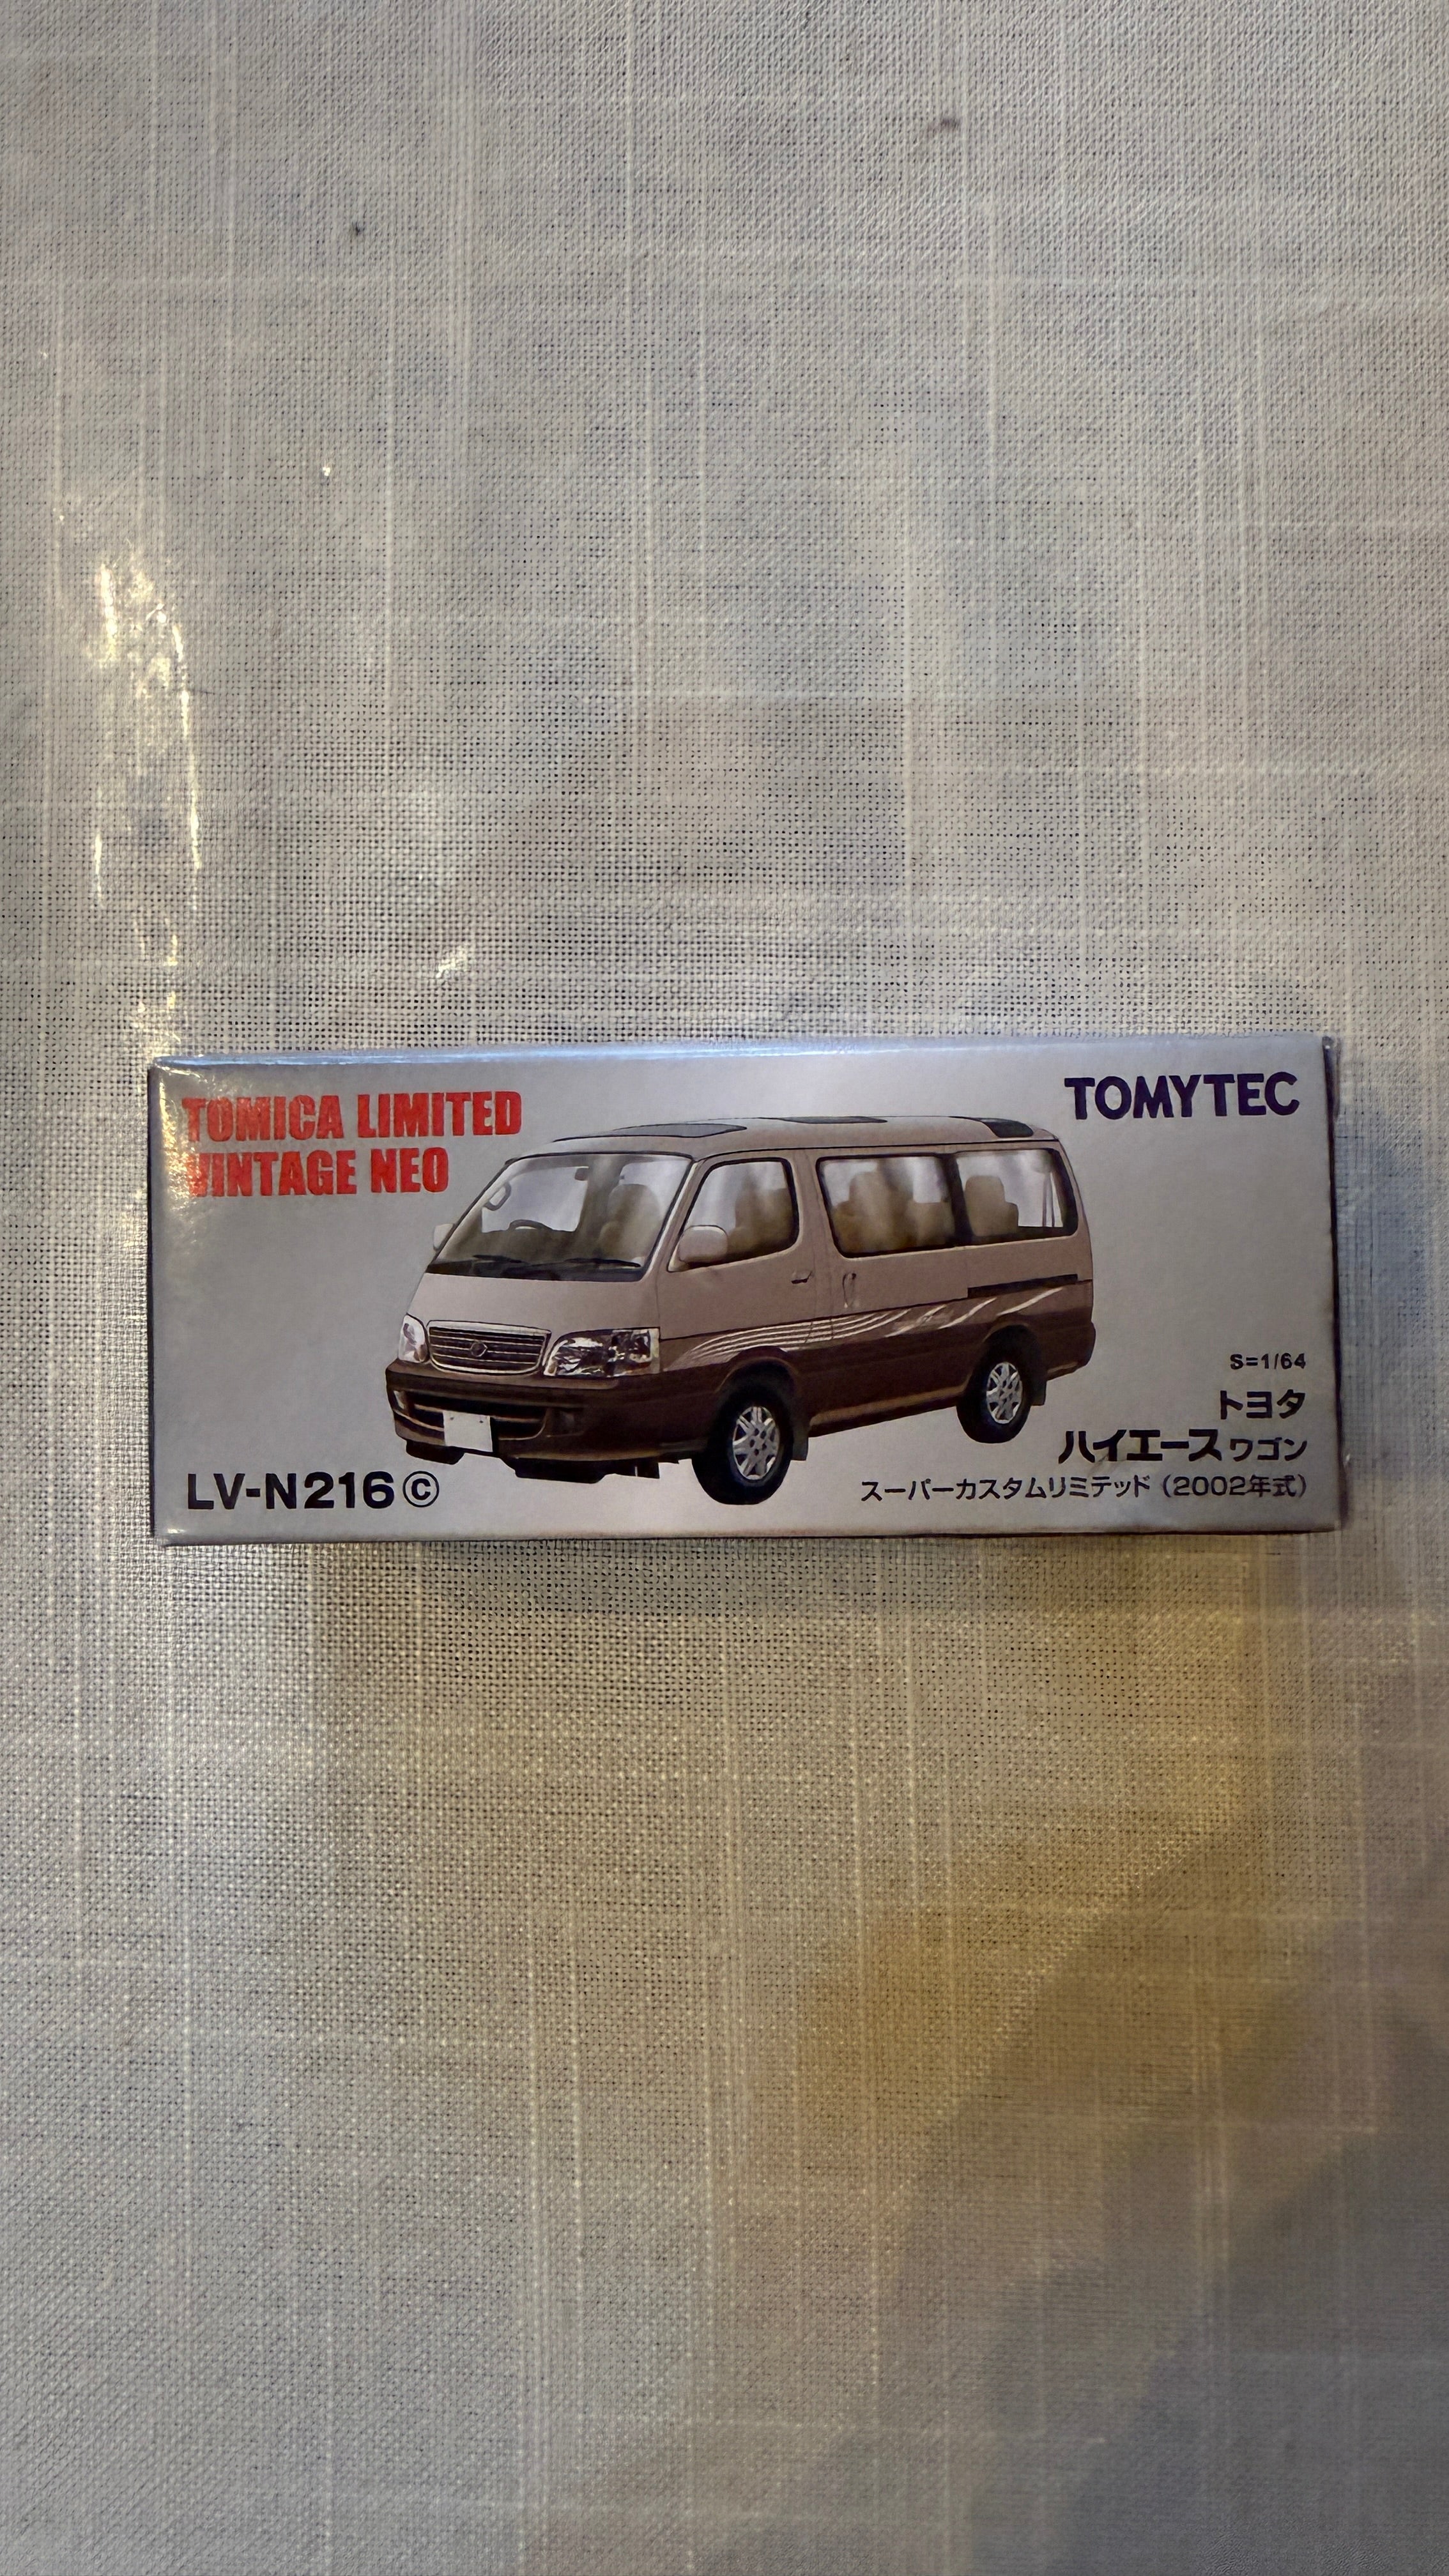 TOMICA LIMITED
VINTAGE NEO
TOMYTEC
S=1/64
トヨタ
ハイエースワゴン
スーパーカスタムリミテッド（2002年式）
LV-N216ⓒ